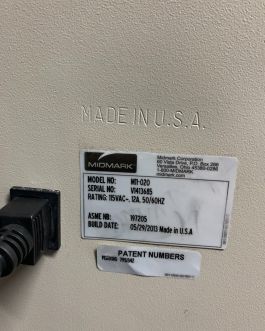 MADE IN U.S.A.
MIDMARK
Midmark Corporation
60 Vista Drive, P.O. Box 286
Versailles, Ohio 45380-0286
1-800-MIDMARK
midmark.com
MODEL NO: M11-020
SERIAL NO: V1413685
RATING: 115VAC~, 12A, 50/60HZ
ASME NB: 197205
BUILD DATE: 05/29/2013 Made in U.S.A
PATENT NUMBERS